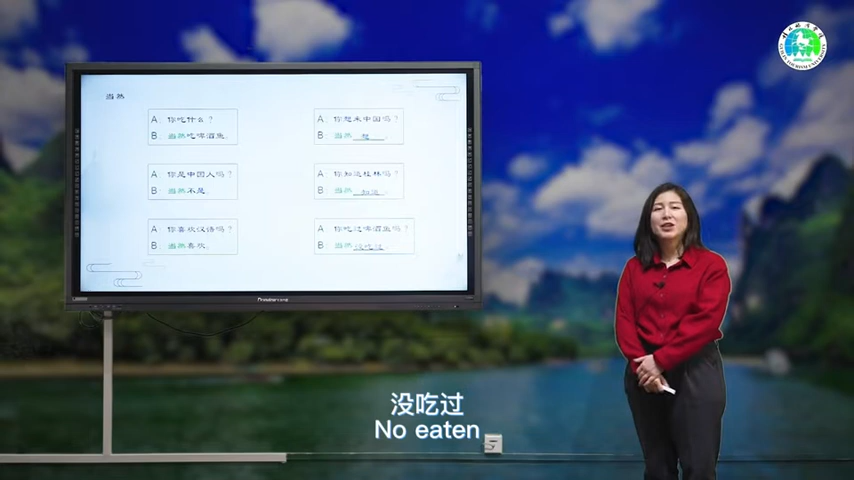 当然
A：你吃什么？
B：当然吃啤酒鱼。
A：你是中国人吗？
B：当然不是。
A：你喜欢汉语吗？
B：当然喜欢。
A：你想来中国吗？
B：当然 想 。
A：你知道桂林吗？
B：当然 知道 。
A：你吃过啤酒鱼吗？
B：当然 没吃过 。
没吃过
No eaten